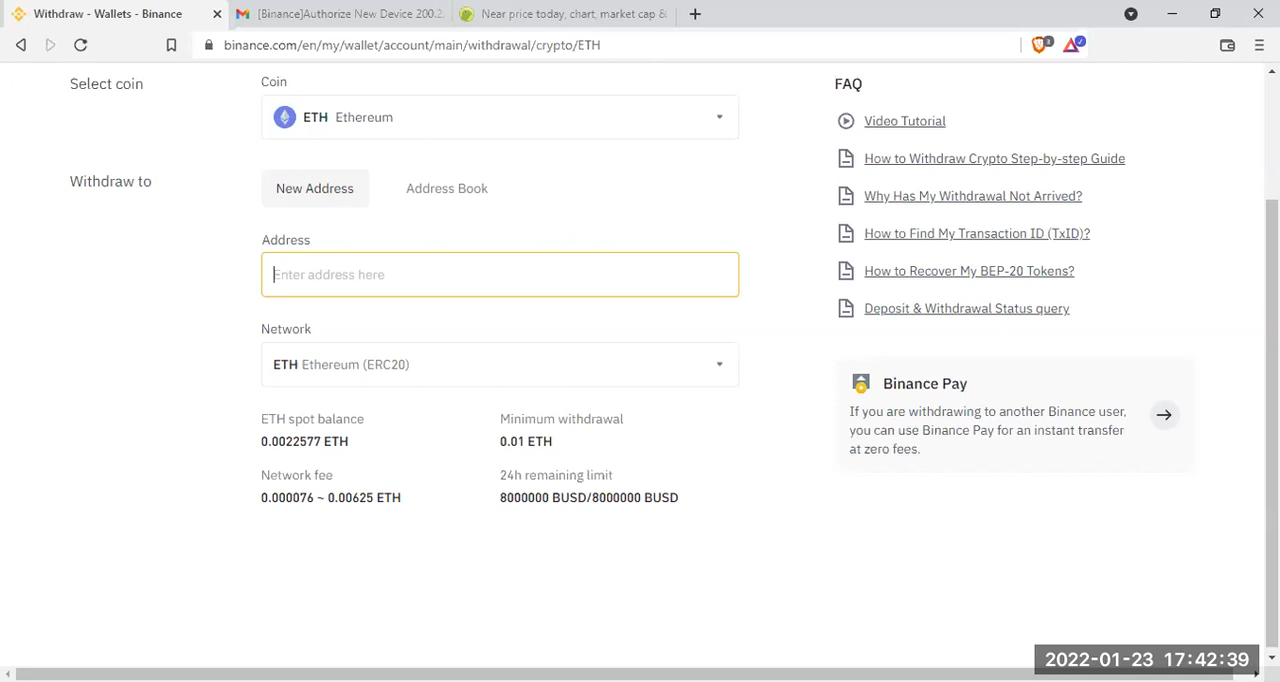 Withdraw - Wallets - Binance
[Binance]Authorize New Device 200.2
Near price today, chart, market cap &
binance.com/en/my/wallet/account/main/withdrawal/crypto/ETH
Select coin
Coin
ETH Ethereum
Withdraw to
New Address
Address Book
Address
Enter address here
Network
ETH Ethereum (ERC20)
ETH spot balance
0.0022577 ETH
Minimum withdrawal
0.01 ETH
Network fee
0.000076 ~ 0.00625 ETH
24h remaining limit
8000000 BUSD/8000000 BUSD
FAQ
Video Tutorial
How to Withdraw Crypto Step-by-step Guide
Why Has My Withdrawal Not Arrived?
How to Find My Transaction ID (TxID)?
How to Recover My BEP-20 Tokens?
Deposit & Withdrawal Status query
Binance Pay
If you are withdrawing to another Binance user,
you can use Binance Pay for an instant transfer
at zero fees.
2022-01-23 17:42:39